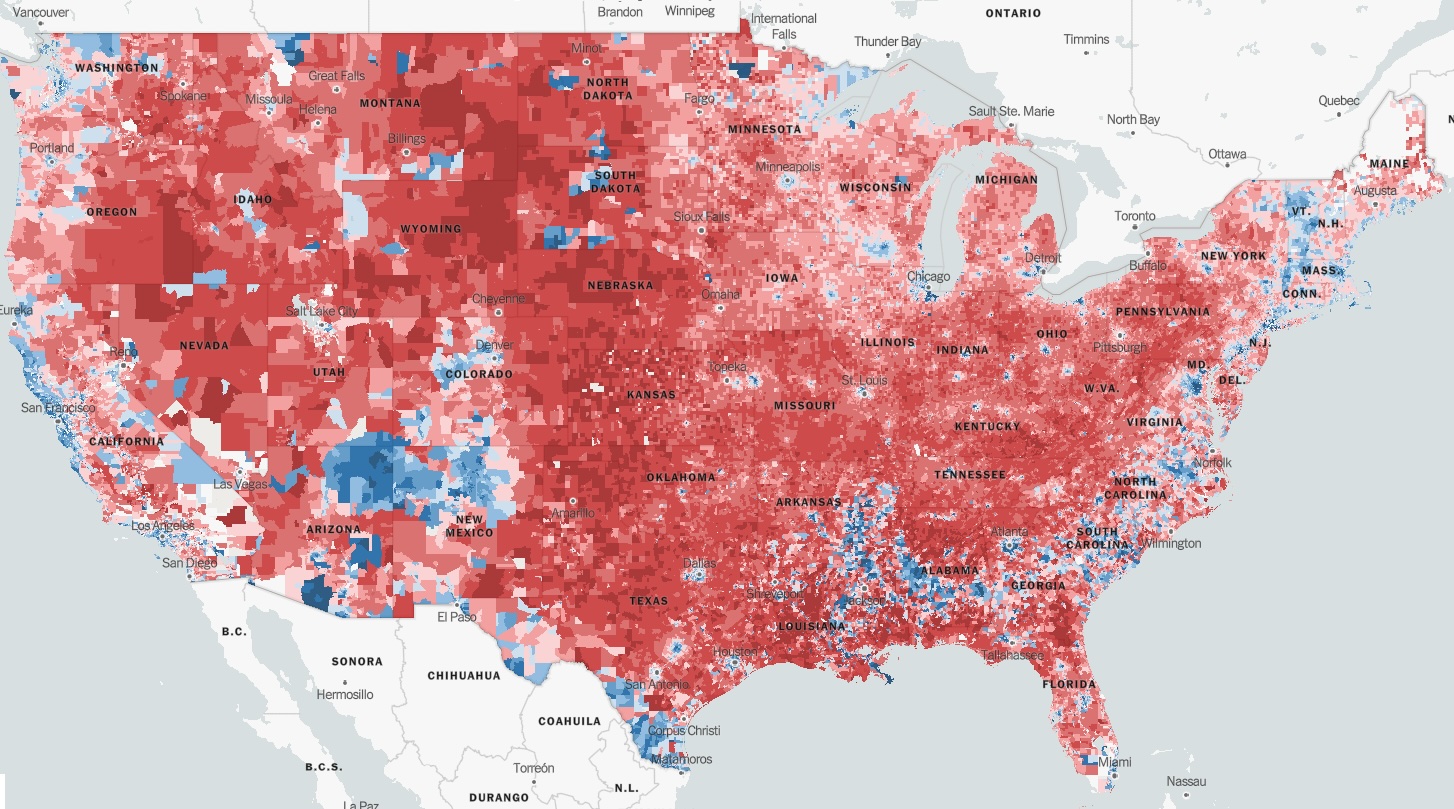 Vancouver
Brandon
Winnipeg
International
Falls
ONTARIO
Thunder Bay
Timmins
WASHINGTON
Spokane
Great Falls
Missoula
Helena
MONTANA
Minot
NORTH
DAKOTA
Fargo
MINNESOTA
Sault Ste. Marie
North Bay
Quebec
Portland
Billings
Ottawa
MAINE
Augusta
Minneapolis
SOUTH
DAKOTA
WISCONSIN
MICHIGAN
OREGON
IDAHO
WYOMING
Sioux Falls
Toronto
VT.
N.H.
Buffalo
NEW YORK
MASS.
CONN.
NEBRASKA
IOWA
Chicago
Detroit
Omaha
Eureka
Salt Lake City
Cheyenne
PENNSYLVANIA
Reno
NEVADA
Denver
ILLINOIS
INDIANA
OHIO
Pittsburgh
N.J.
UTAH
COLORADO
Topeka
St. Louis
MD.
DEL.
W.VA.
San Francisco
KANSAS
MISSOURI
CALIFORNIA
KENTUCKY
VIRGINIA
Norfolk
Las Vegas
OKLAHOMA
TENNESSEE
NORTH
CAROLINA
ARKANSAS
Los Angeles
ARIZONA
NEW
MEXICO
Amarillo
Atlanta
SOUTH
CAROLINA
Wilmington
San Diego
Dallas
ALABAMA
GEORGIA
TEXAS
Shreveport
Jackson
El Paso
LOUISIANA
B.C.
SONORA
CHIHUAHUA
Houston
Tallahassee
Hermosillo
San Antonio
FLORIDA
COAHUILA
Corpus Christi
B.C.S.
Torreón
Matamoros
Miami
Nassau
N.L.
DURANGO
La Paz